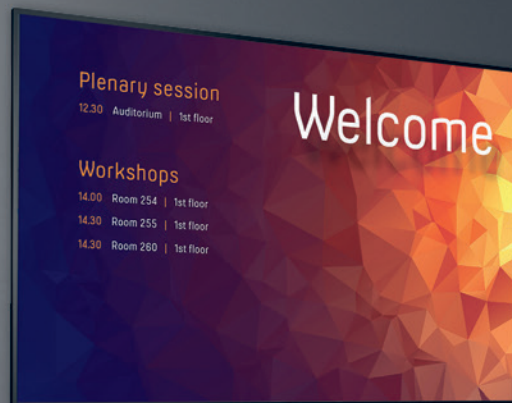 Plenary session
12.30 Auditorium | 1st floor
Welcome
Workshops
14.00 Room 254 | 1st floor
14.30 Room 255 | 1st floor
14.30 Room 260 | 1st floor